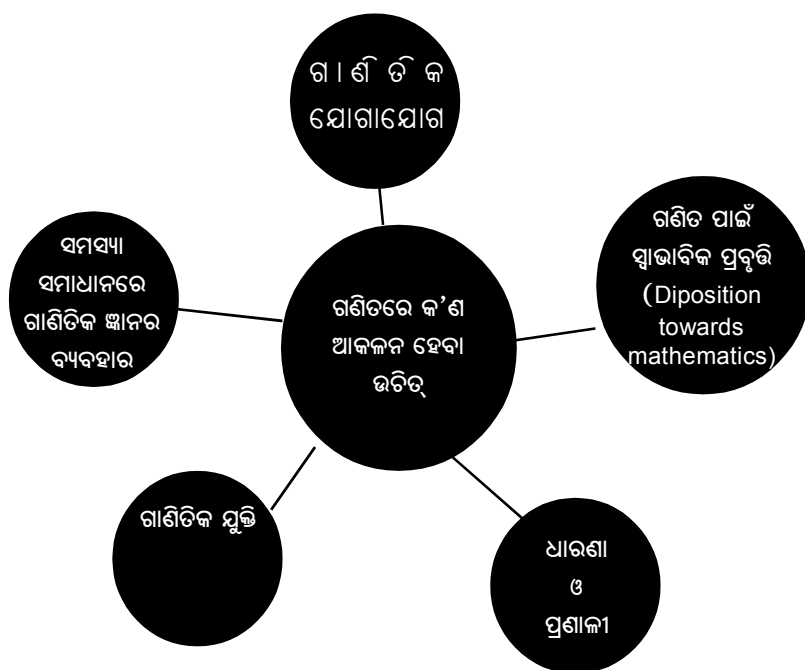 ଗାଣିତିକ
ଯୋଗାଯୋଗ
ଗଣିତ ପାଇଁ
ସ୍ୱାଭାବିକ ପ୍ରବୃତ୍ତି
(Diposition
towards
mathematics)
ସମସ୍ୟା
ସମାଧାନରେ
ଗାଣିତିକ ଜ୍ଞାନର
ବ୍ୟବହାର
ଗଣିତରେ କ'ଣ
ଆକଳନ ହେବା
ଉଚିତ୍
ଗାଣିତିକ ଯୁକ୍ତି
ଧାରଣା
ଓ
ପ୍ରଣାଳୀ